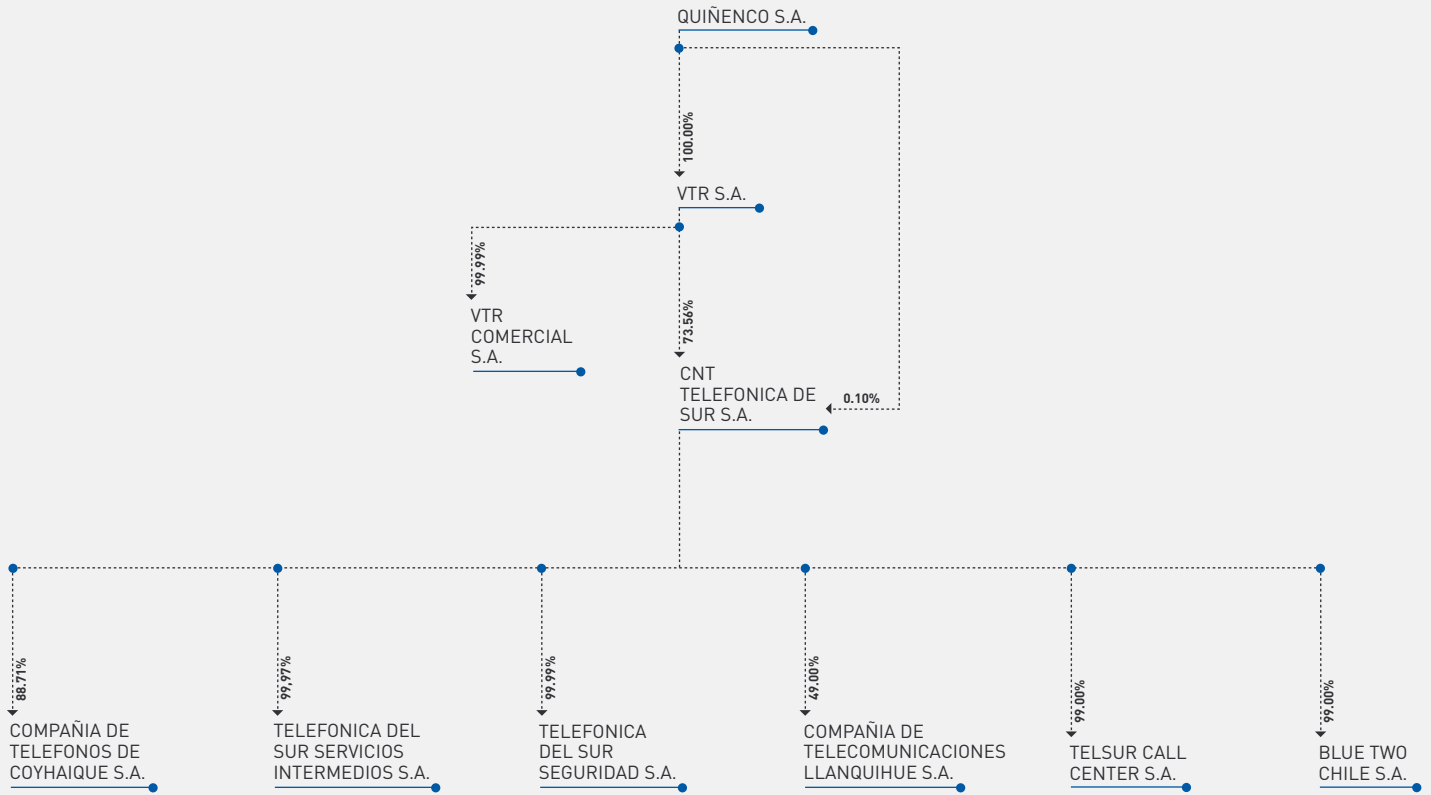 QUIÑENCO S.A.
100.00%
VTR S.A.
99.99%
VTR
COMERCIAL
S.A.
73.56%
CNT
TELEFONICA DE
SUR S.A.
0.10%
88.71%
COMPAÑIA DE
TELEFONOS DE
COYHAIQUE S.A.
99,97%
TELEFONICA DEL
SUR SERVICIOS
INTERMEDIOS S.A.
99.99%
TELEFONICA
DEL SUR
SEGURIDAD S.A.
49.00%
COMPAÑIA DE
TELECOMUNICACIONES
LLANQUIHUE S.A.
99.00%
TELSUR CALL
CENTER S.A.
99.00%
BLUE TWO
CHILE S.A.